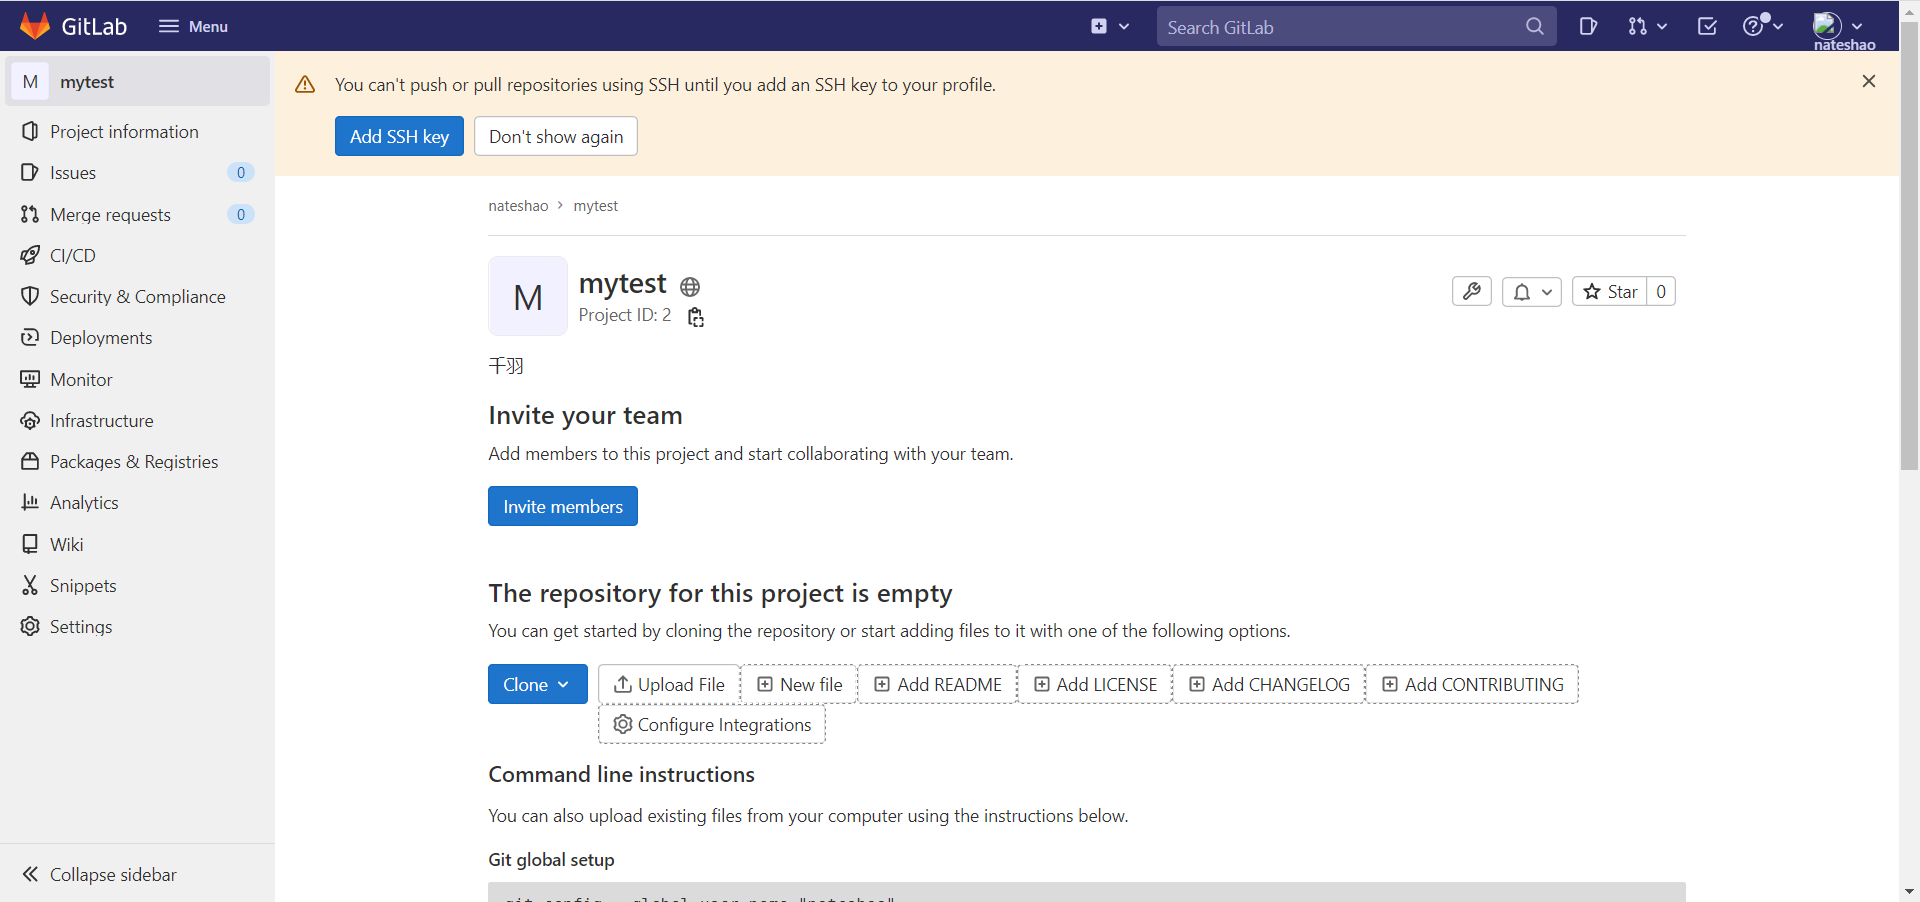 GitLab
Menu
Search GitLab
nateshao
M mytest
Project information
Issues 0
Merge requests 0
CI/CD
Security & Compliance
Deployments
Monitor
Infrastructure
Packages & Registries
Analytics
Wiki
Snippets
Settings
Collapse sidebar
You can't push or pull repositories using SSH until you add an SSH key to your profile.
Add SSH key Don't show again
nateshao › mytest
M
mytest
Project ID: 2
Star 0
千羽
Invite your team
Add members to this project and start collaborating with your team.
Invite members
The repository for this project is empty
You can get started by cloning the repository or start adding files to it with one of the following options.
Clone Upload File New file Add README Add LICENSE Add CHANGELOG Add CONTRIBUTING
Configure Integrations
Command line instructions
You can also upload existing files from your computer using the instructions below.
Git global setup
git config --global user.name "nateshao"